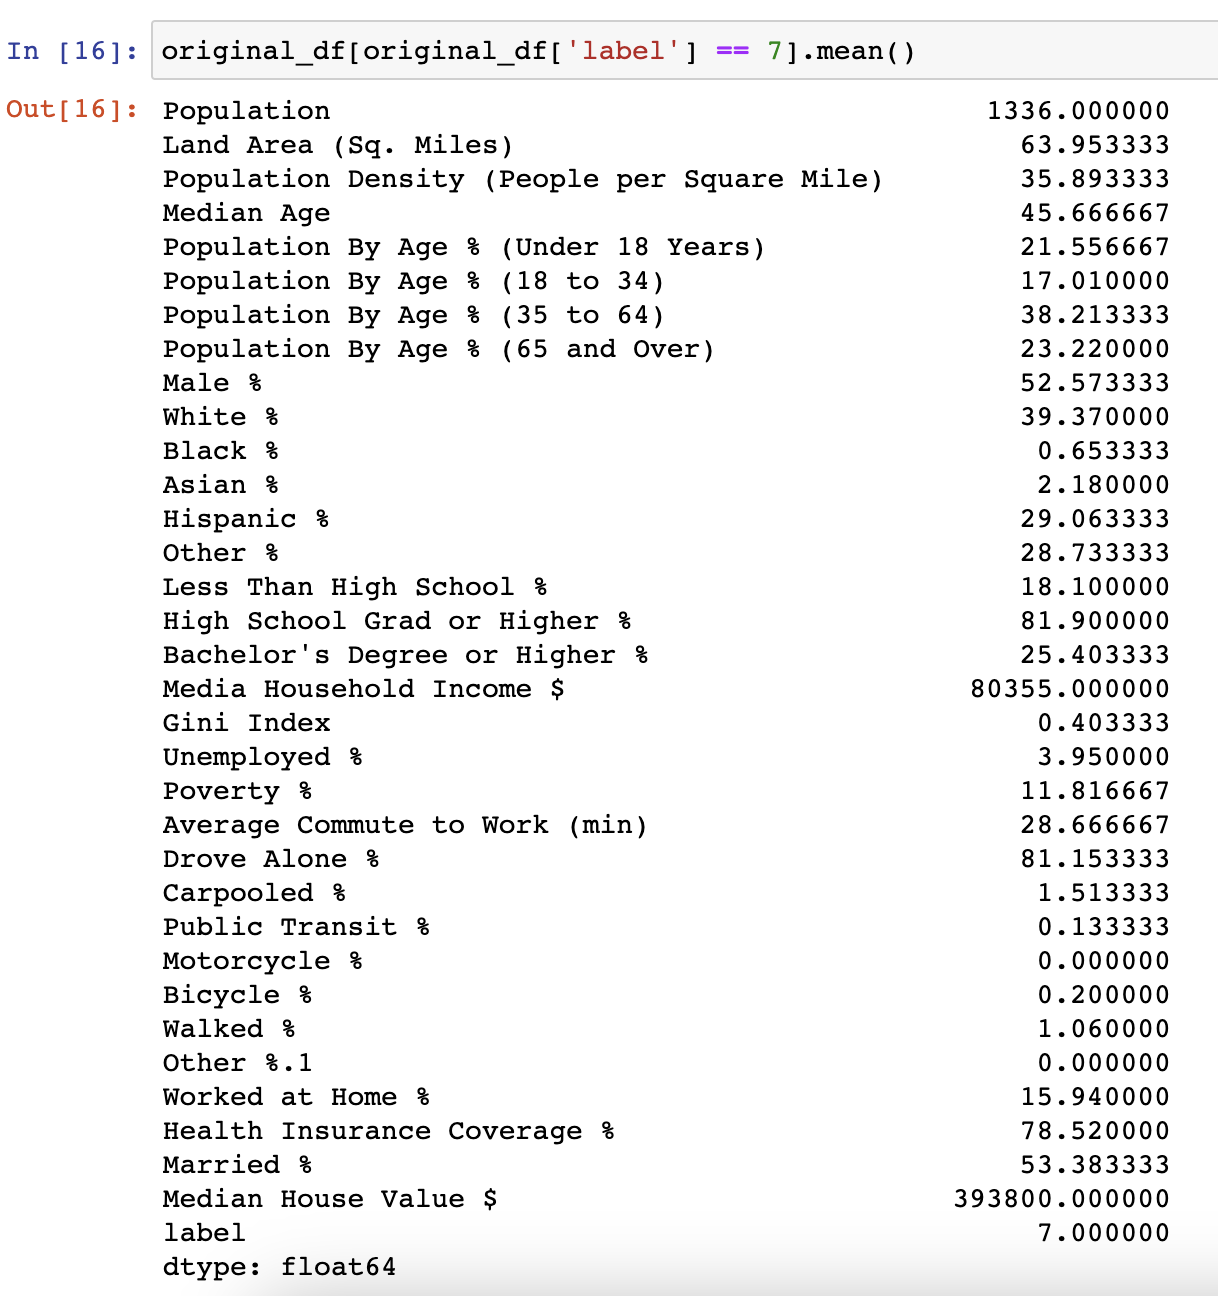 In [16]: original_df[original_df['label'] == 7].mean()
Out[16]: Population 1336.000000
Land Area (Sq. Miles) 63.953333
Population Density (People per Square Mile) 35.893333
Median Age 45.666667
Population By Age % (Under 18 Years) 21.556667
Population By Age % (18 to 34) 17.010000
Population By Age % (35 to 64) 38.213333
Population By Age % (65 and Over) 23.220000
Male % 52.573333
White % 39.370000
Black % 0.653333
Asian % 2.180000
Hispanic % 29.063333
Other % 28.733333
Less Than High School % 18.100000
High School Grad or Higher % 81.900000
Bachelor's Degree or Higher % 25.403333
Media Household Income $ 80355.000000
Gini Index 0.403333
Unemployed % 3.950000
Poverty % 11.816667
Average Commute to Work (min) 28.666667
Drove Alone % 81.153333
Carpooled % 1.513333
Public Transit % 0.133333
Motorcycle % 0.000000
Bicycle % 0.200000
Walked % 1.060000
Other %.1 0.000000
Worked at Home % 15.940000
Health Insurance Coverage % 78.520000
Married % 53.383333
Median House Value $ 393800.000000
label 7.000000
dtype: float64